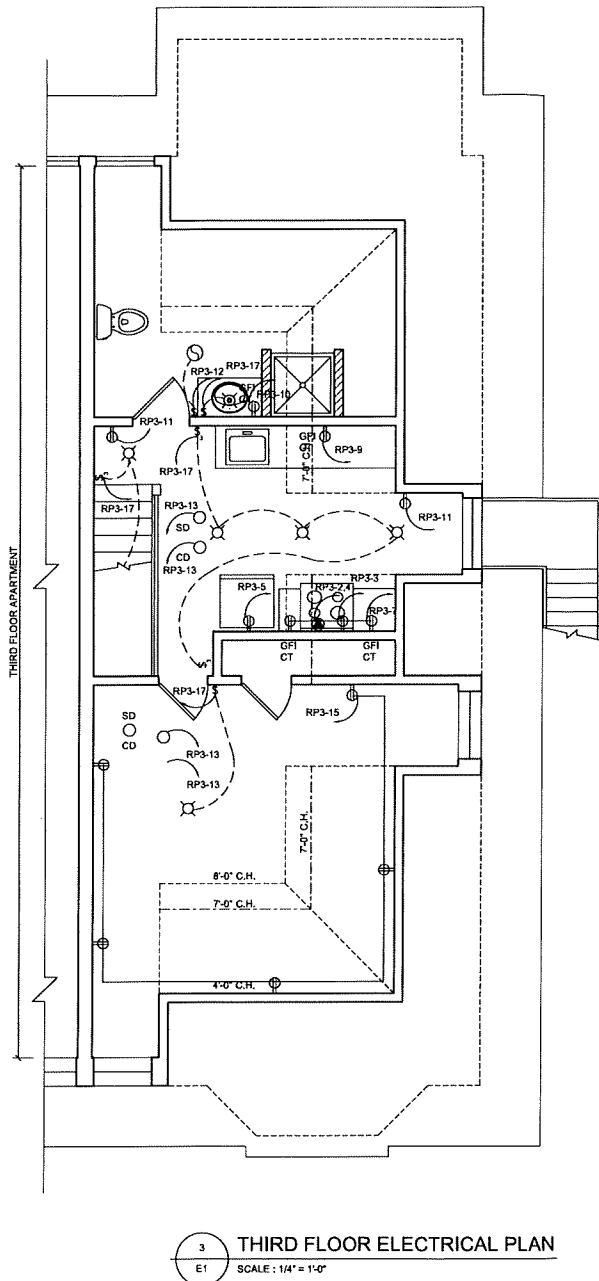 RP3-12
RP3-17
GFI
RP3-10
RP3-11
RP3-17
GFI
RP3-9
7'-0" C.H.
RP3-17
RP3-13
SD
CD
RP3-13
RP3-11
RP3-5
RP3-3
RP3-2,4
RP3-7
GFI
CT
GFI
CT
RP3-17
RP3-15
SD
CD
RP3-13
RP3-13
7'-0" C.H.
7'-0" C.H.
4'-0" C.H.
THIRD FLOOR APARTMENT
3
E1
THIRD FLOOR ELECTRICAL PLAN
SCALE : 1/4" = 1'-0"